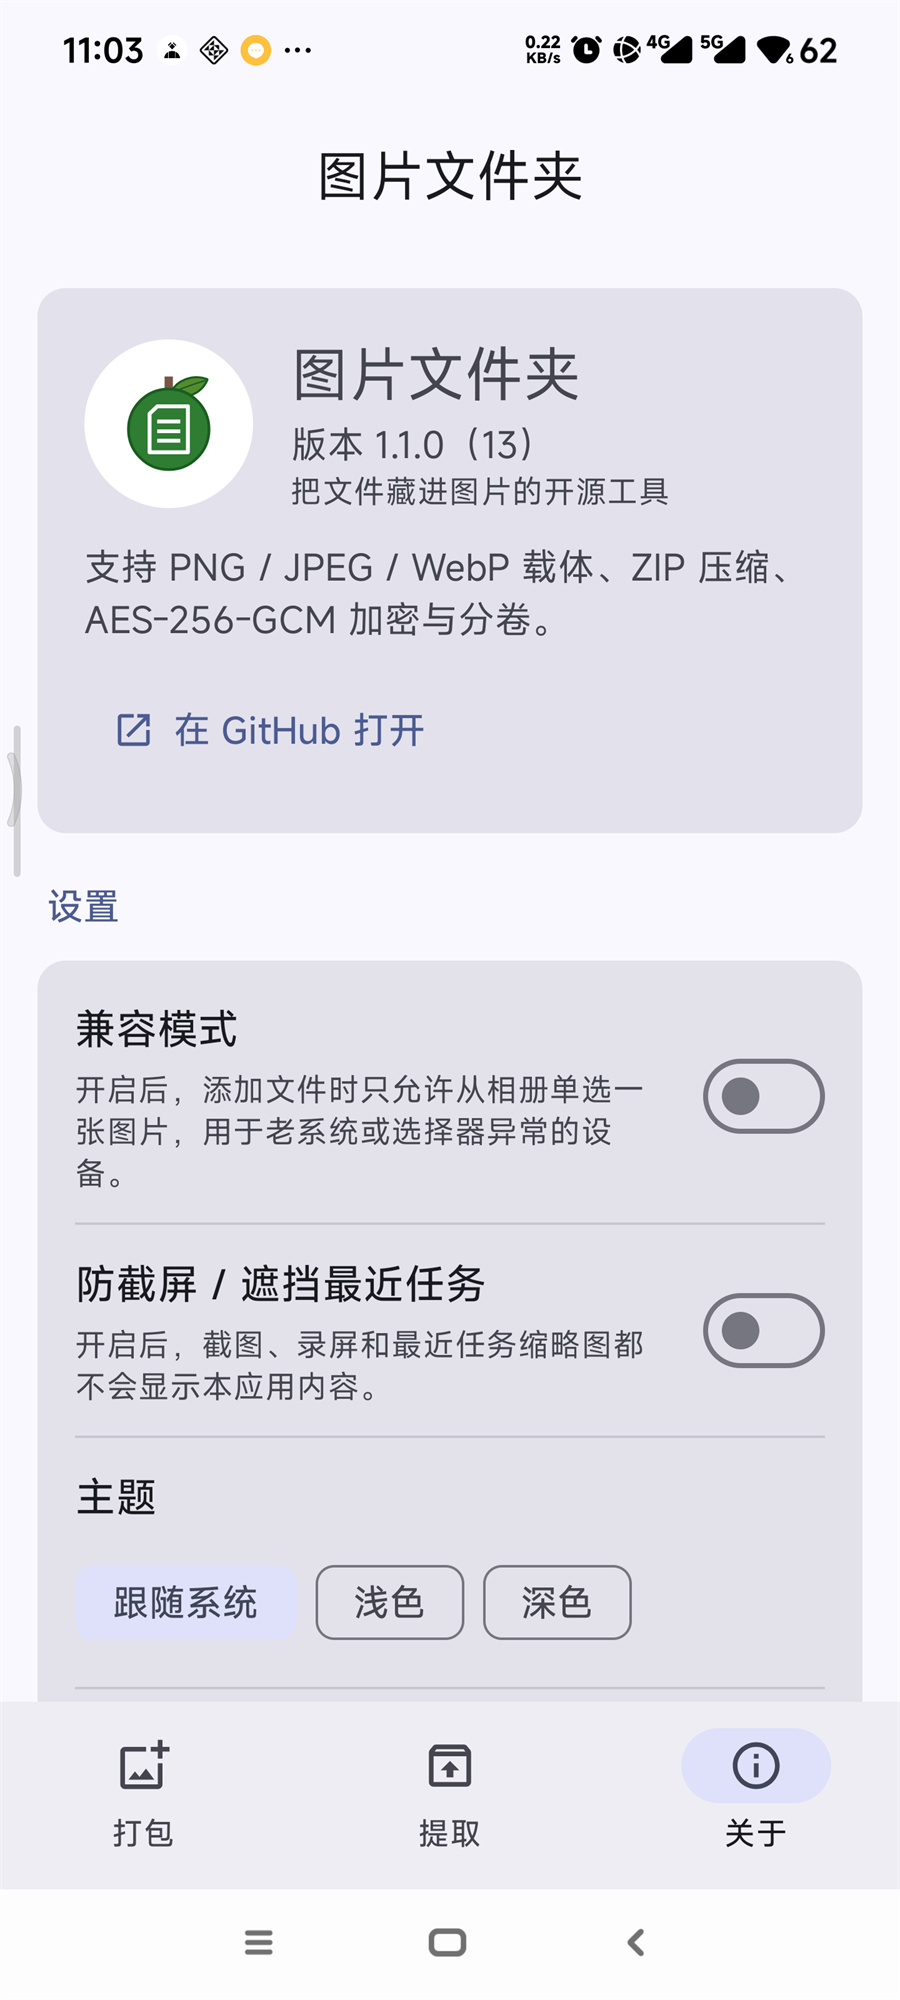 11:03
0.22 KB/s 4G 5G 6 62
图片文件夹
图片文件夹
版本 1.1.0（13）
把文件藏进图片的开源工具
支持 PNG / JPEG / WebP 载体、ZIP 压缩、
AES-256-GCM 加密与分卷。
在 GitHub 打开
设置
兼容模式
开启后，添加文件时只允许从相册单选一
张图片，用于老系统或选择器异常的设
备。
防截屏 / 遮挡最近任务
开启后，截图、录屏和最近任务缩略图都
不会显示本应用内容。
主题
跟随系统 浅色 深色
打包 提取 关于